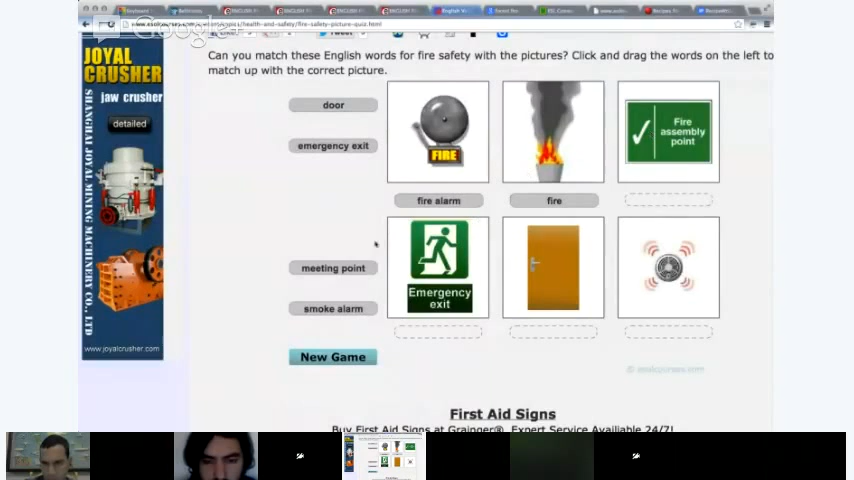 Google
Can you match these English words for fire safety with the pictures? Click and drag the words on the left to
match up with the correct picture.
JOYAL
CRUSHER
jaw crusher
detailed
SHANGHAI JOYAL MINING MACHINERY CO., LTD
www.joyalcrusher.com
door
emergency exit
FIRE
Fire
assembly
point
fire alarm
fire
meeting point
smoke alarm
Emergency
exit
New Game
© esolcourses.com
First Aid Signs
Buy First Aid Signs at Grainger®. Expert Service Available 24/7!